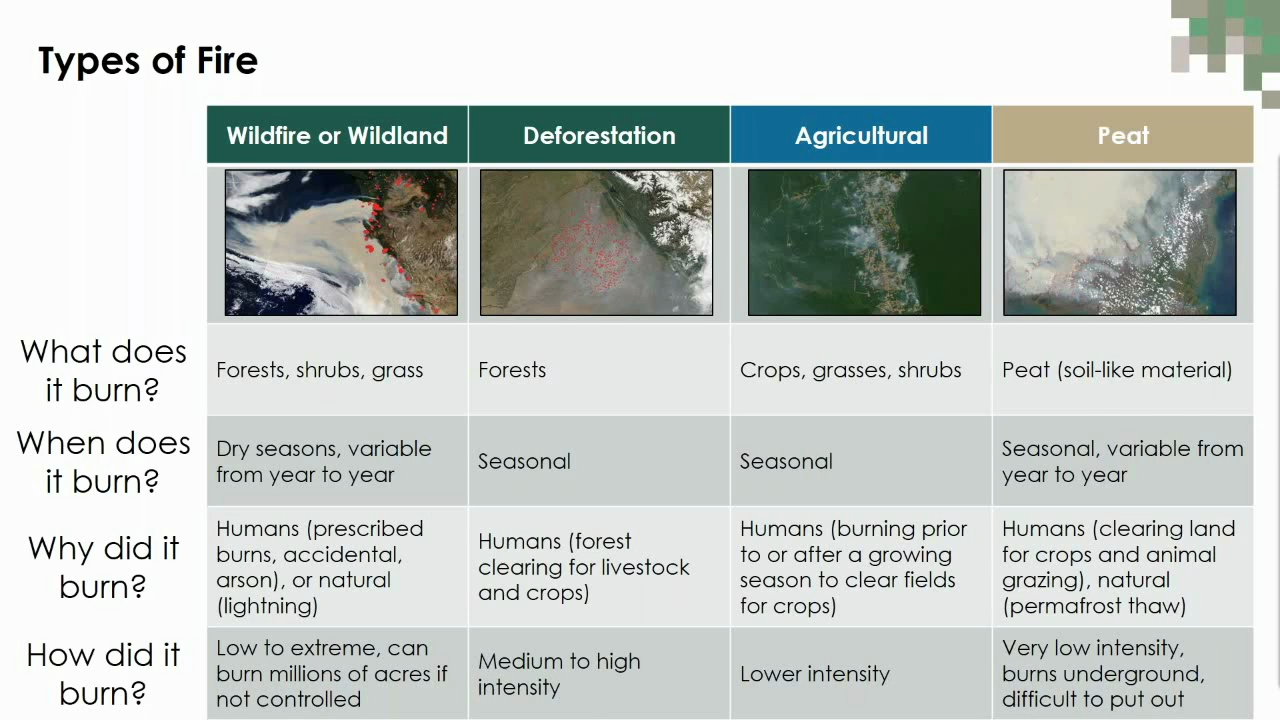 Types of Fire
Wildfire or Wildland
Deforestation
Agricultural
Peat
What does
it burn?
Forests, shrubs, grass
Forests
Crops, grasses, shrubs
Peat (soil-like material)
When does
it burn?
Dry seasons, variable
from year to year
Seasonal
Seasonal
Seasonal, variable from
year to year
Why did it
burn?
Humans (prescribed
burns, accidental,
arson), or natural
(lightning)
Humans (forest
clearing for livestock
and crops)
Humans (burning prior
to or after a growing
season to clear fields
for crops)
Humans (clearing land
for crops and animal
grazing), natural
(permafrost thaw)
How did it
burn?
Low to extreme, can
burn millions of acres if
not controlled
Medium to high
intensity
Lower intensity
Very low intensity,
burns underground,
difficult to put out